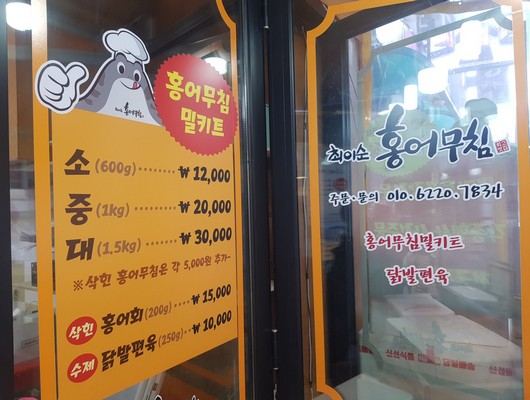 홍어무침
밀키트
소 (600g) ········ ₩ 12,000
중 (1kg) ········ ₩ 20,000
대 (1.5kg) ······ ₩ 30,000
※삭힌 홍어무침은 각 5,000원 추가~
삭힌 홍어회 (200g) ··· ₩ 15,000
수제 닭발편육 (250g) ·· ₩ 10,000
최이순 홍어무침
주문·문의 010.6220.7834
홍어무침밀키트
닭발편육
신선식품